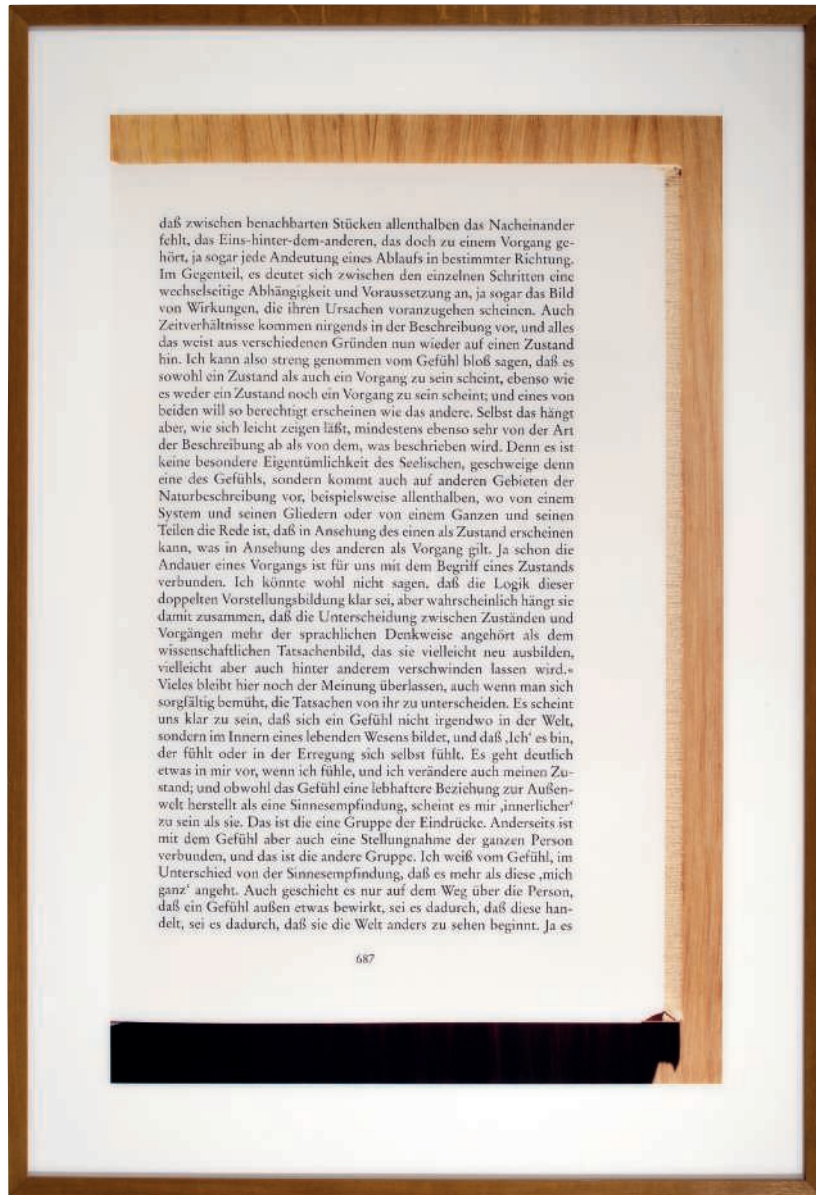 daß zwischen benachbarten Stücken allenthalben das Nacheinander
fehlt, das Eins-hinter-dem-anderen, das doch zu einem Vorgang ge-
hört, ja sogar jede Andeutung eines Ablaufs in bestimmter Richtung.
Im Gegenteil, es deutet sich zwischen den einzelnen Schritten eine
wechselseitige Abhängigkeit und Voraussetzung an, ja sogar das Bild
von Wirkungen, die ihren Ursachen voranzugehen scheinen. Auch
Zeitverhältnisse kommen nirgends in der Beschreibung vor, und alles
das weist aus verschiedenen Gründen nun wieder auf einen Zustand
hin. Ich kann also streng genommen vom Gefühl bloß sagen, daß es
sowohl ein Zustand als auch ein Vorgang zu sein scheint, ebenso wie
es weder ein Zustand noch ein Vorgang zu sein scheint; und eines von
beiden will so berechtigt erscheinen wie das andere. Selbst das hängt
aber, wie sich leicht zeigen läßt, mindestens ebenso sehr von der Art
der Beschreibung ab als von dem, was beschrieben wird. Denn es ist
keine besondere Eigentümlichkeit des Seelischen, geschweige denn
eine des Gefühls, sondern kommt auch auf anderen Gebieten der
Naturbeschreibung vor, beispielsweise allenthalben, wo von einem
System und seinen Gliedern oder von einem Ganzen und seinen
Teilen die Rede ist, daß in Ansehung des einen als Zustand erscheinen
kann, was in Ansehung des anderen als Vorgang gilt. Ja schon die
Andauer eines Vorgangs ist für uns mit dem Begriff eines Zustands
verbunden. Ich könnte wohl nicht sagen, daß die Logik dieser
doppelten Vorstellungsbildung klar sei, aber wahrscheinlich hängt sie
damit zusammen, daß die Unterscheidung zwischen Zuständen und
Vorgängen mehr der sprachlichen Denkweise angehört als dem
wissenschaftlichen Tatsachenbild, das sie vielleicht neu ausbilden,
vielleicht aber auch hinter anderem verschwinden lassen wird.«
Vieles bleibt hier noch der Meinung überlassen, auch wenn man sich
sorgfältig bemüht, die Tatsachen von ihr zu unterscheiden. Es scheint
uns klar zu sein, daß sich ein Gefühl nicht irgendwo in der Welt,
sondern im Innern eines lebenden Wesens bildet, und daß ‚Ich‘ es bin,
der fühlt oder in der Erregung sich selbst fühlt. Es geht deutlich
etwas in mir vor, wenn ich fühle, und ich verändere auch meinen Zu-
stand; und obwohl das Gefühl eine lebhaftere Beziehung zur Außen-
welt herstellt als eine Sinnesempfindung, scheint es mir ‚innerlicher‘
zu sein als sie. Das ist die eine Gruppe der Eindrücke. Anderseits ist
mit dem Gefühl aber auch eine Stellungnahme der ganzen Person
verbunden, und das ist die andere Gruppe. Ich weiß vom Gefühl, im
Unterschied von der Sinnesempfindung, daß es mehr als diese ‚mich
ganz‘ angeht. Auch geschieht es nur auf dem Weg über die Person,
daß ein Gefühl außen etwas bewirkt, sei es dadurch, daß diese han-
delt, sei es dadurch, daß sie die Welt anders zu sehen beginnt. Ja es
687